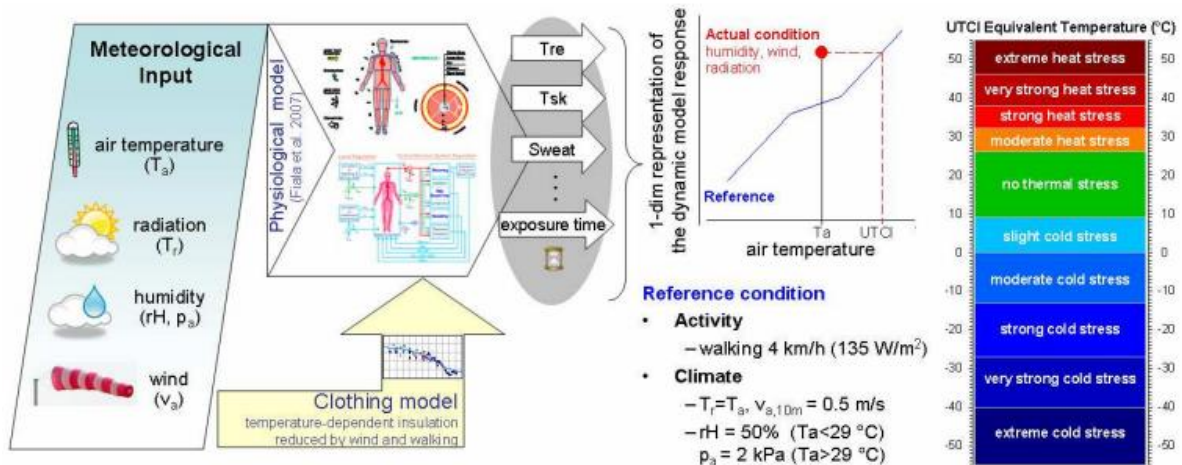 Meteorological
Input
air temperature
(Ta)
radiation
(Tr)
humidity
(rH, pa)
wind
(va)
Physiological model
(Fiala et al. 2007)
Clothing model
temperature-dependent insulation
reduced by wind and walking
Tre
Tsk
Sweat
exposure time
1-dim representation of
the dynamic model response
Actual condition
humidity, wind,
radiation
Reference
Ta UTCI
air temperature
Reference condition
• Activity
–walking 4 km/h (135 W/m²)
• Climate
–Tr=Ta, va,10m = 0.5 m/s
–rH = 50% (Ta<29 °C)
pa = 2 kPa (Ta>29 °C)
UTCI Equivalent Temperature (°C)
50 extreme heat stress 50
very strong heat stress
40 40
strong heat stress
30 moderate heat stress 30
20 no thermal stress 20
10 10
slight cold stress
0 0
moderate cold stress
-10 -10
-20 strong cold stress -20
-30 very strong cold stress -30
-40 -40
extreme cold stress
-50 -50